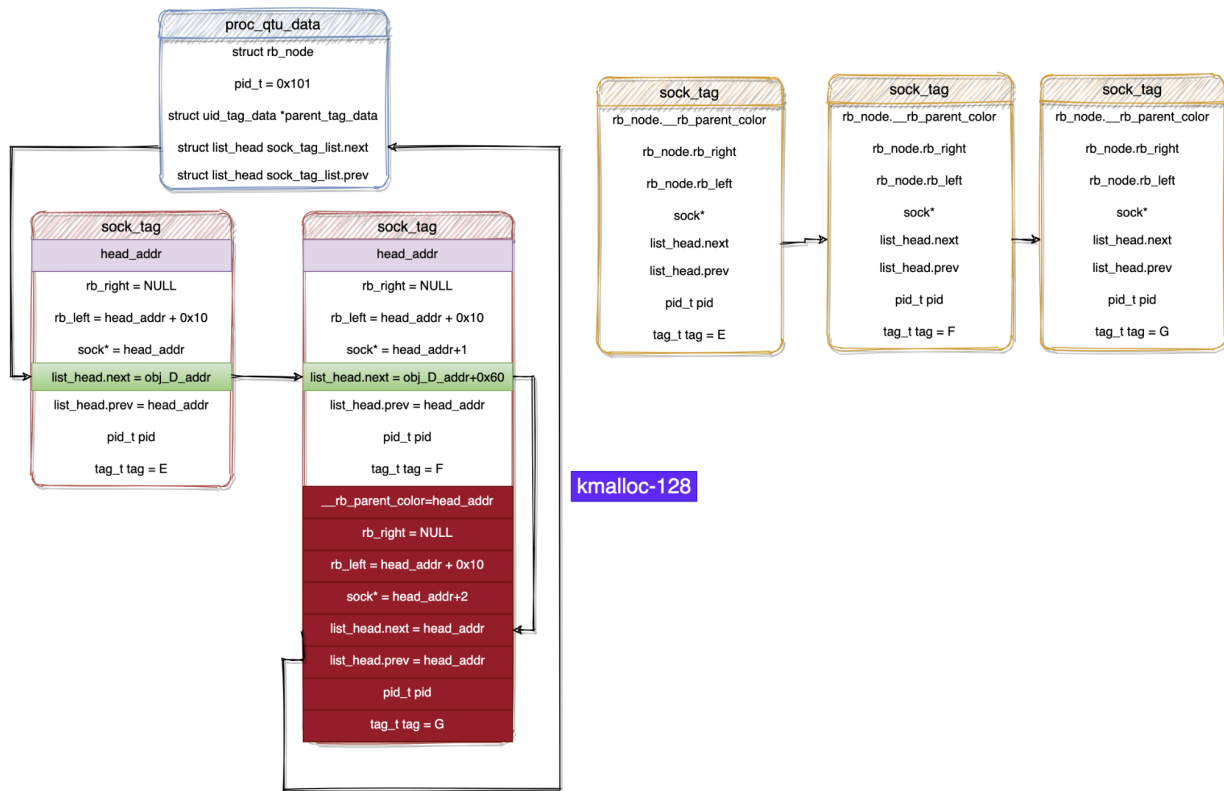 proc_qtu_data
struct rb_node
pid_t = 0x101
struct uid_tag_data *parent_tag_data
struct list_head sock_tag_list.next
struct list_head sock_tag_list.prev
sock_tag
head_addr
rb_right = NULL
rb_left = head_addr + 0x10
sock* = head_addr
list_head.next = obj_D_addr
list_head.prev = head_addr
pid_t pid
tag_t tag = E
sock_tag
head_addr
rb_right = NULL
rb_left = head_addr + 0x10
sock* = head_addr+1
list_head.next = obj_D_addr+0x60
list_head.prev = head_addr
pid_t pid
tag_t tag = F
__rb_parent_color=head_addr
rb_right = NULL
rb_left = head_addr + 0x10
sock* = head_addr+2
list_head.next = head_addr
list_head.prev = head_addr
pid_t pid
tag_t tag = G
kmalloc-128
sock_tag
rb_node.__rb_parent_color
rb_node.rb_right
rb_node.rb_left
sock*
list_head.next
list_head.prev
pid_t pid
tag_t tag = E
sock_tag
rb_node.__rb_parent_color
rb_node.rb_right
rb_node.rb_left
sock*
list_head.next
list_head.prev
pid_t pid
tag_t tag = F
sock_tag
rb_node.__rb_parent_color
rb_node.rb_right
rb_node.rb_left
sock*
list_head.next
list_head.prev
pid_t pid
tag_t tag = G